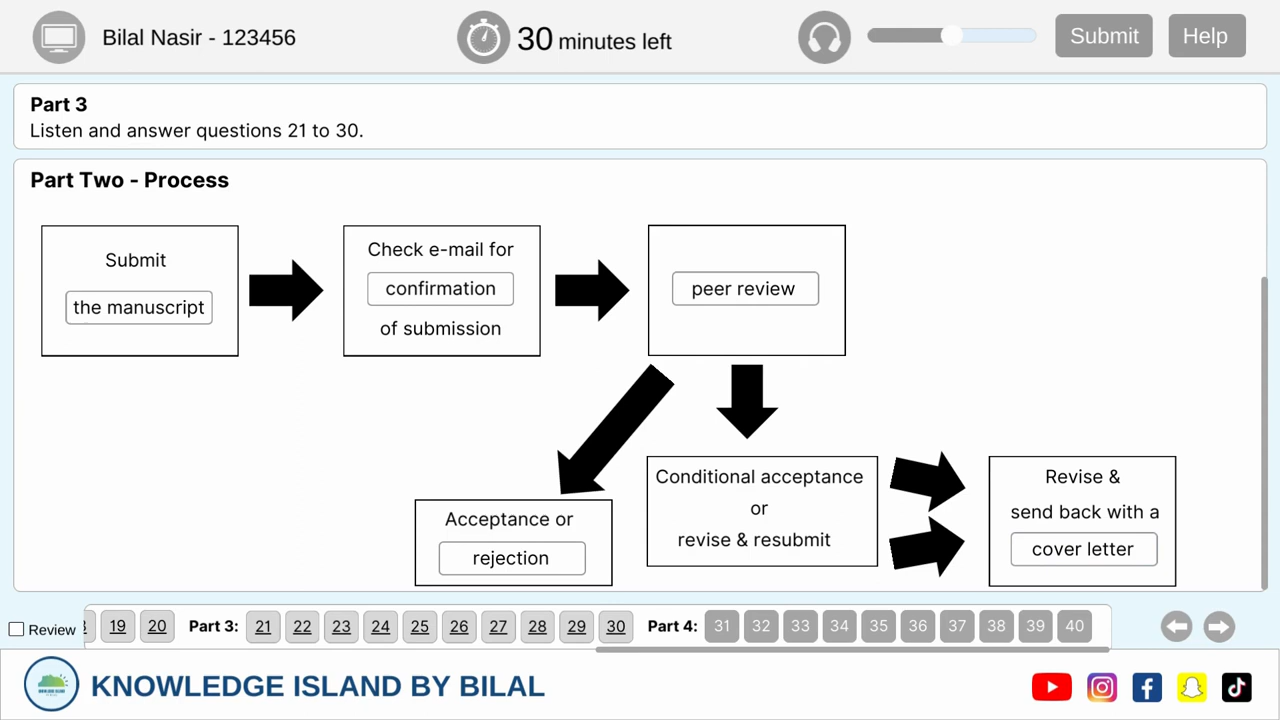 Bilal Nasir - 123456
30 minutes left
Submit
Help
Part 3
Listen and answer questions 21 to 30.
Part Two - Process
Submit
the manuscript
Check e-mail for
confirmation
of submission
peer review
Acceptance or
rejection
Conditional acceptance
or
revise & resubmit
Revise &
send back with a
cover letter
Review
19 20 Part 3: 21 22 23 24 25 26 27 28 29 30 Part 4: 31 32 33 34 35 36 37 38 39 40
KNOWLEDGE ISLAND BY BILAL